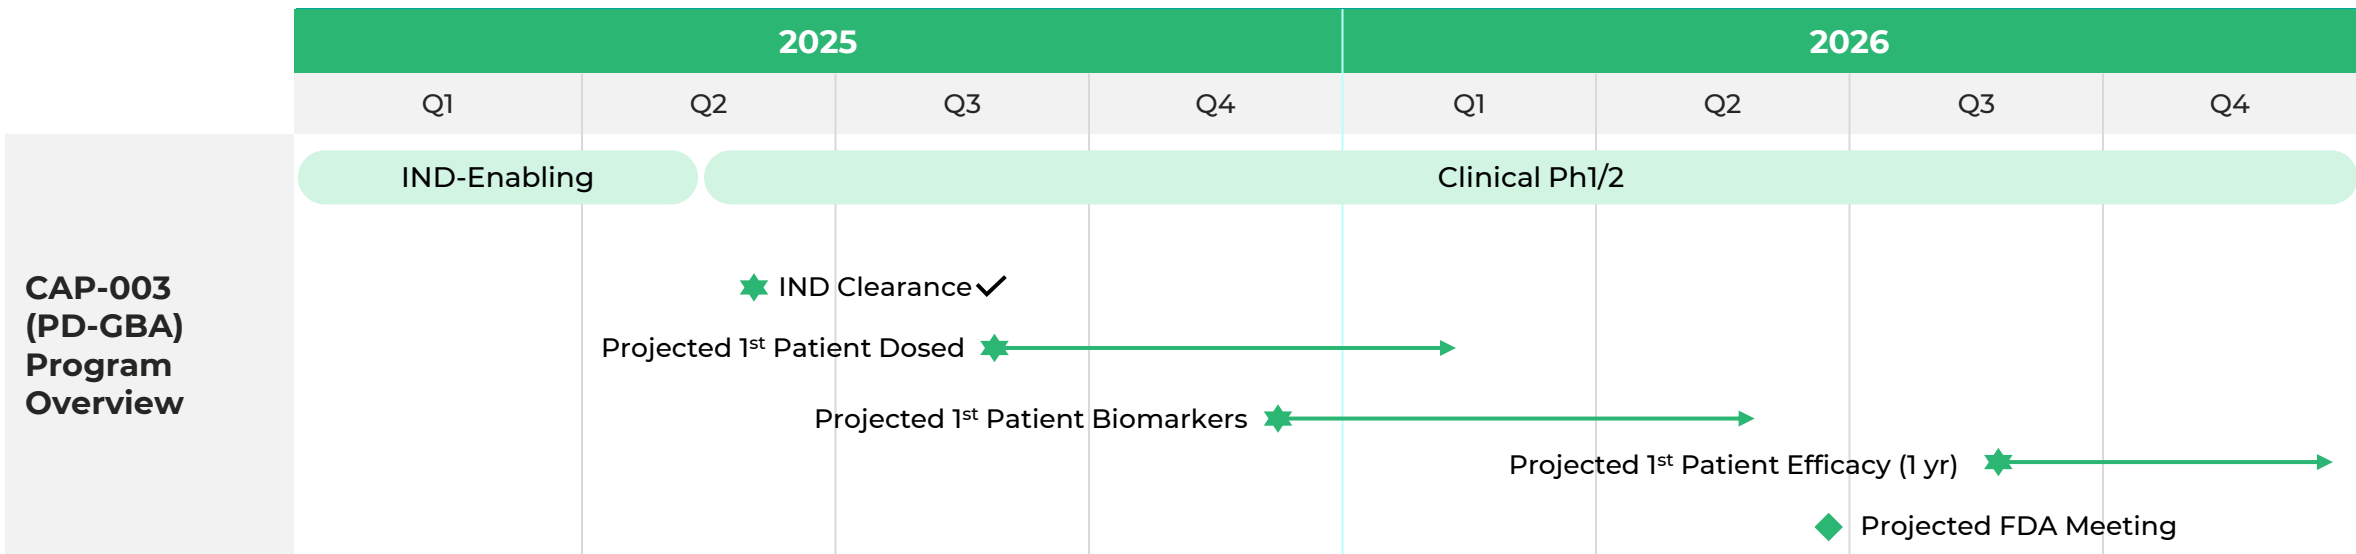 2025
2026
Q1
Q2
Q3
Q4
Q1
Q2
Q3
Q4
IND-Enabling
Clinical Ph1/2
CAP-003
(PD-GBA)
Program
Overview
IND Clearance✓
Projected 1st Patient Dosed
Projected 1st Patient Biomarkers
Projected 1st Patient Efficacy (1 yr)
Projected FDA Meeting